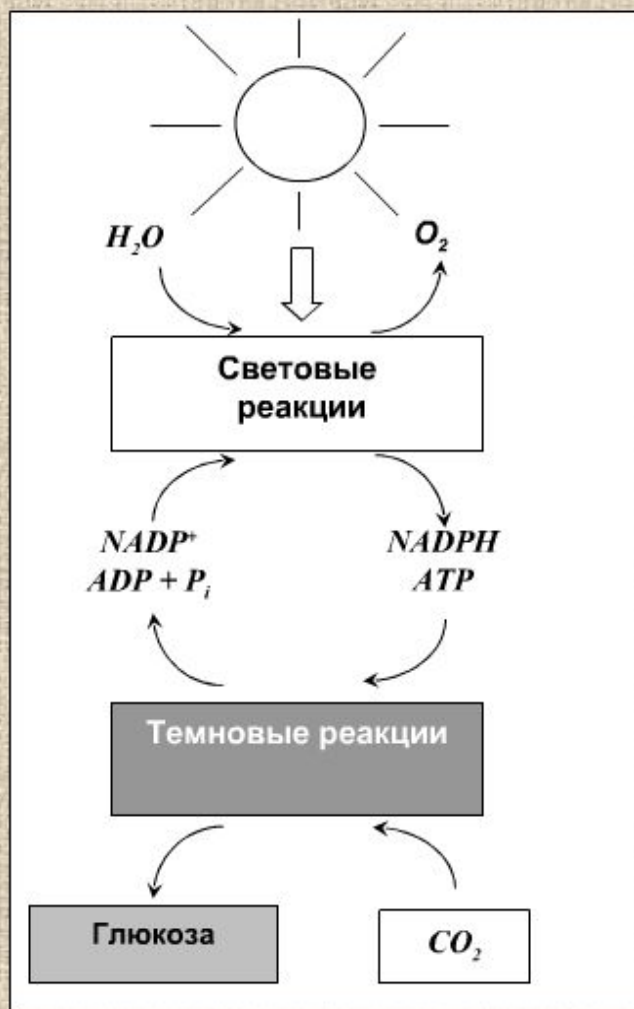 H₂O
O₂
Световые
реакции
NADP⁺
ADP + Pᵢ
NADPH
ATP
Темновые реакции
Глюкоза
CO₂